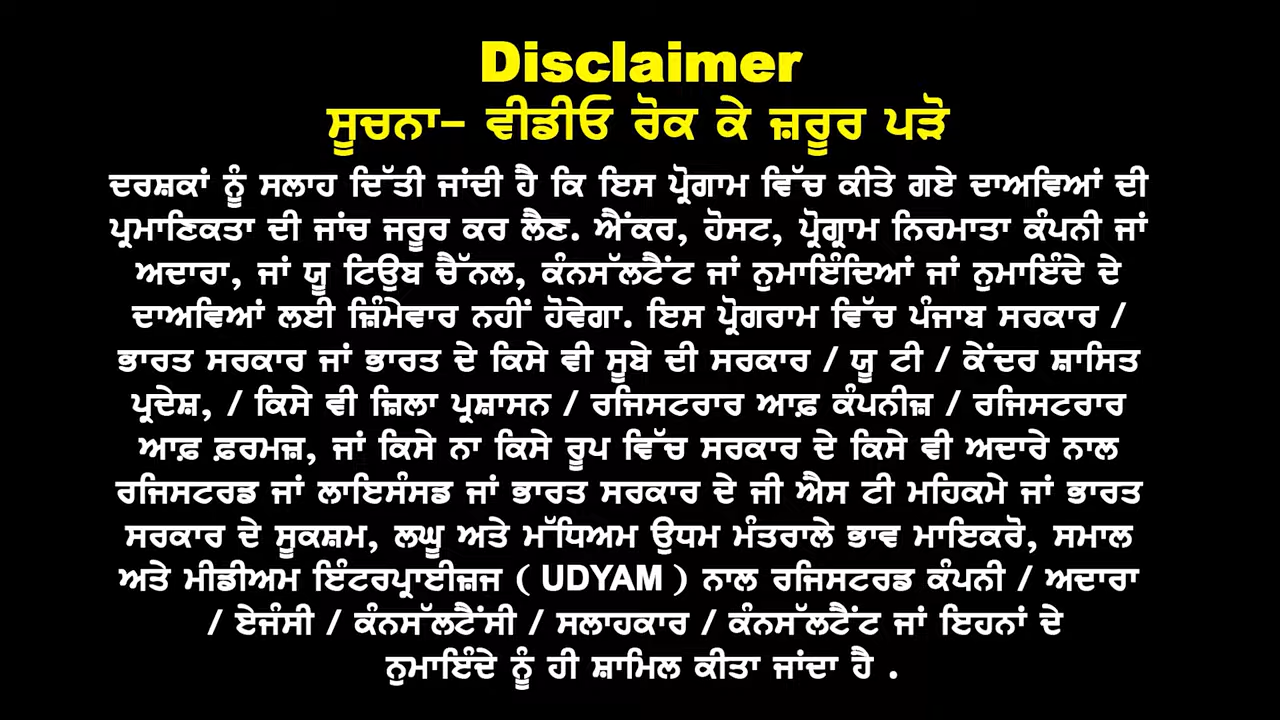 Disclaimer
ਸੂਚਨਾ- ਵੀਡੀਓ ਰੋਕ ਕੇ ਜ਼ਰੂਰ ਪੜੋ
ਦਰਸ਼ਕਾਂ ਨੂੰ ਸਲਾਹ ਦਿੱਤੀ ਜਾਂਦੀ ਹੈ ਕਿ ਇਸ ਪ੍ਰੋਗਾਮ ਵਿੱਚ ਕੀਤੇ ਗਏ ਦਾਅਵਿਆਂ ਦੀ
ਪ੍ਰਮਾਣਿਕਤਾ ਦੀ ਜਾਂਚ ਜਰੂਰ ਕਰ ਲੈਣ. ਐਂਕਰ, ਹੋਸਟ, ਪ੍ਰੋਗ੍ਰਾਮ ਨਿਰਮਾਤਾ ਕੰਪਨੀ ਜਾਂ
ਅਦਾਰਾ, ਜਾਂ ਯੂ ਟਿਉਬ ਚੈੱਨਲ, ਕੰਨਸੱਲਟੈਂਟ ਜਾਂ ਨੁਮਾਇੰਦਿਆਂ ਜਾਂ ਨੁਮਾਇੰਦੇ ਦੇ
ਦਾਅਵਿਆਂ ਲਈ ਜ਼ਿੰਮੇਵਾਰ ਨਹੀਂ ਹੋਵੇਗਾ. ਇਸ ਪ੍ਰੋਗਰਾਮ ਵਿੱਚ ਪੰਜਾਬ ਸਰਕਾਰ /
ਭਾਰਤ ਸਰਕਾਰ ਜਾਂ ਭਾਰਤ ਦੇ ਕਿਸੇ ਵੀ ਸੂਬੇ ਦੀ ਸਰਕਾਰ / ਯੂ ਟੀ / ਕੇਂਦਰ ਸ਼ਾਸਿਤ
ਪ੍ਰਦੇਸ਼, / ਕਿਸੇ ਵੀ ਜ਼ਿਲਾ ਪ੍ਰਸ਼ਾਸਨ / ਰਜਿਸਟਰਾਰ ਆਫ਼ ਕੰਪਨੀਜ਼ / ਰਜਿਸਟਰਾਰ
ਆਫ਼ ਫ਼ਰਮਜ਼, ਜਾਂ ਕਿਸੇ ਨਾ ਕਿਸੇ ਰੂਪ ਵਿੱਚ ਸਰਕਾਰ ਦੇ ਕਿਸੇ ਵੀ ਅਦਾਰੇ ਨਾਲ
ਰਜਿਸਟਰਡ ਜਾਂ ਲਾਇਸੰਸਡ ਜਾਂ ਭਾਰਤ ਸਰਕਾਰ ਦੇ ਜੀ ਐਸ ਟੀ ਮਹਿਕਮੇ ਜਾਂ ਭਾਰਤ
ਸਰਕਾਰ ਦੇ ਸੂਕਸ਼ਮ, ਲਘੂ ਅਤੇ ਮੱਧਿਅਮ ਉਧਮ ਮੰਤਰਾਲੇ ਭਾਵ ਮਾਇਕਰੋ, ਸਮਾਲ
ਅਤੇ ਮੀਡੀਅਮ ਇੰਟਰਪ੍ਰਾਈਜ਼ਜ ( UDYAM ) ਨਾਲ ਰਜਿਸਟਰਡ ਕੰਪਨੀ / ਅਦਾਰਾ
/ ਏਜੰਸੀ / ਕੰਨਸੱਲਟੈਂਸੀ / ਸਲਾਹਕਾਰ / ਕੰਨਸੱਲਟੈਂਟ ਜਾਂ ਇਹਨਾਂ ਦੇ
ਨੁਮਾਇੰਦੇ ਨੂੰ ਹੀ ਸ਼ਾਮਿਲ ਕੀਤਾ ਜਾਂਦਾ ਹੈ .